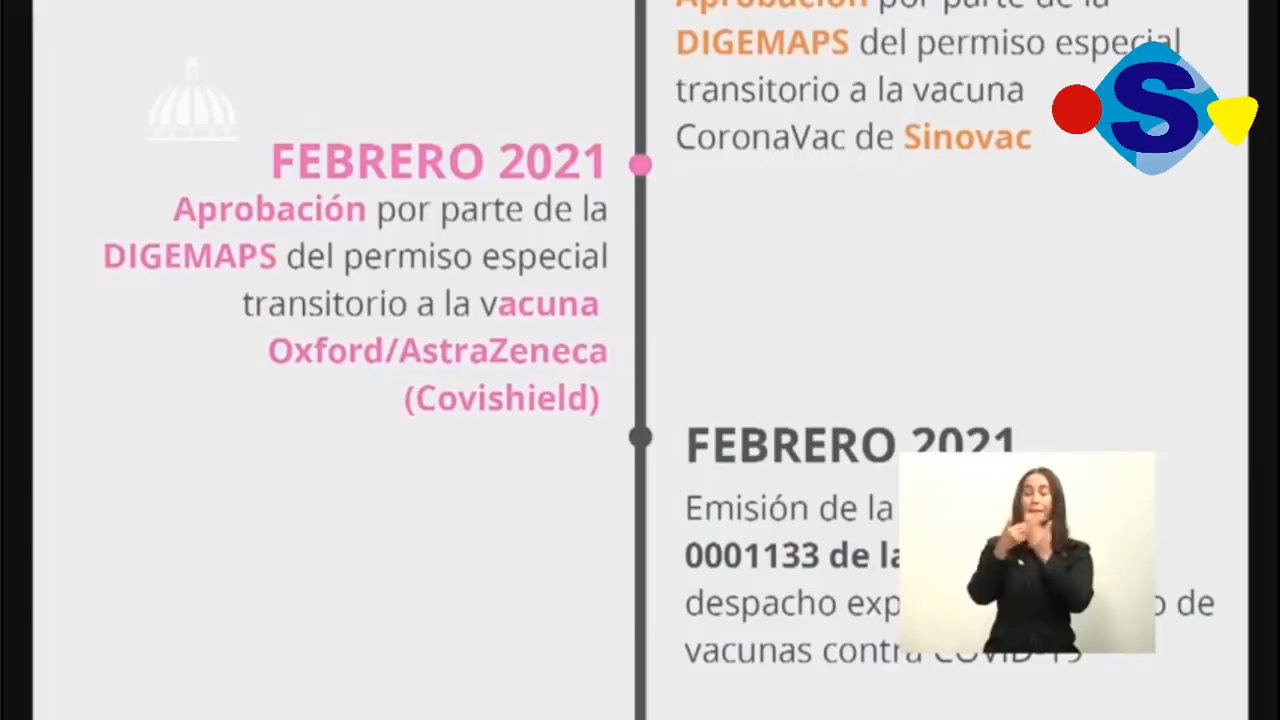 Aprobación por parte de la
DIGEMAPS del permiso especial
transitorio a la vacuna
CoronaVac de Sinovac
S
FEBRERO 2021
Aprobación por parte de la
DIGEMAPS del permiso especial
transitorio a la vacuna
Oxford/AstraZeneca
(Covishield)
FEBRERO 2021
Emisión de la
0001133 de la
despacho de
vacunas contra COVID-19